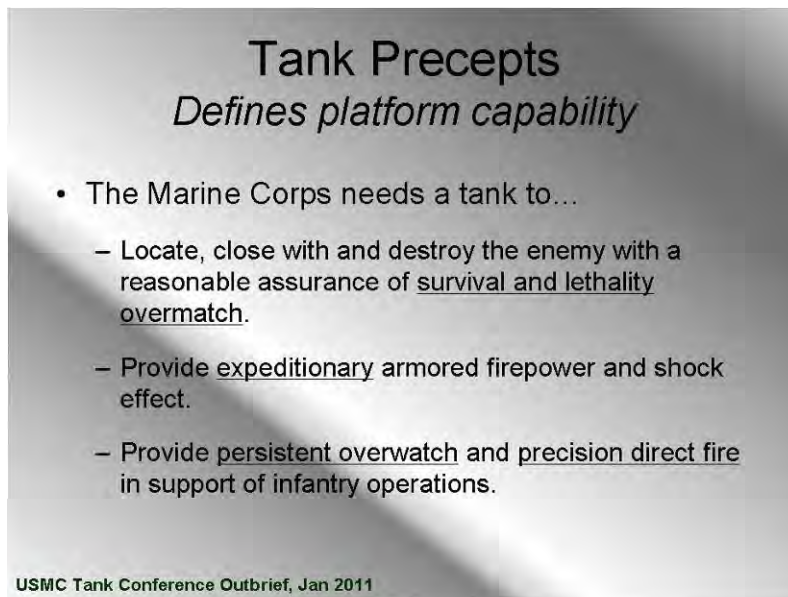 Tank Precepts
Defines platform capability
• The Marine Corps needs a tank to…
– Locate, close with and destroy the enemy with a
reasonable assurance of survival and lethality
overmatch.
– Provide expeditionary armored firepower and shock
effect.
– Provide persistent overwatch and precision direct fire
in support of infantry operations.
USMC Tank Conference Outbrief, Jan 2011